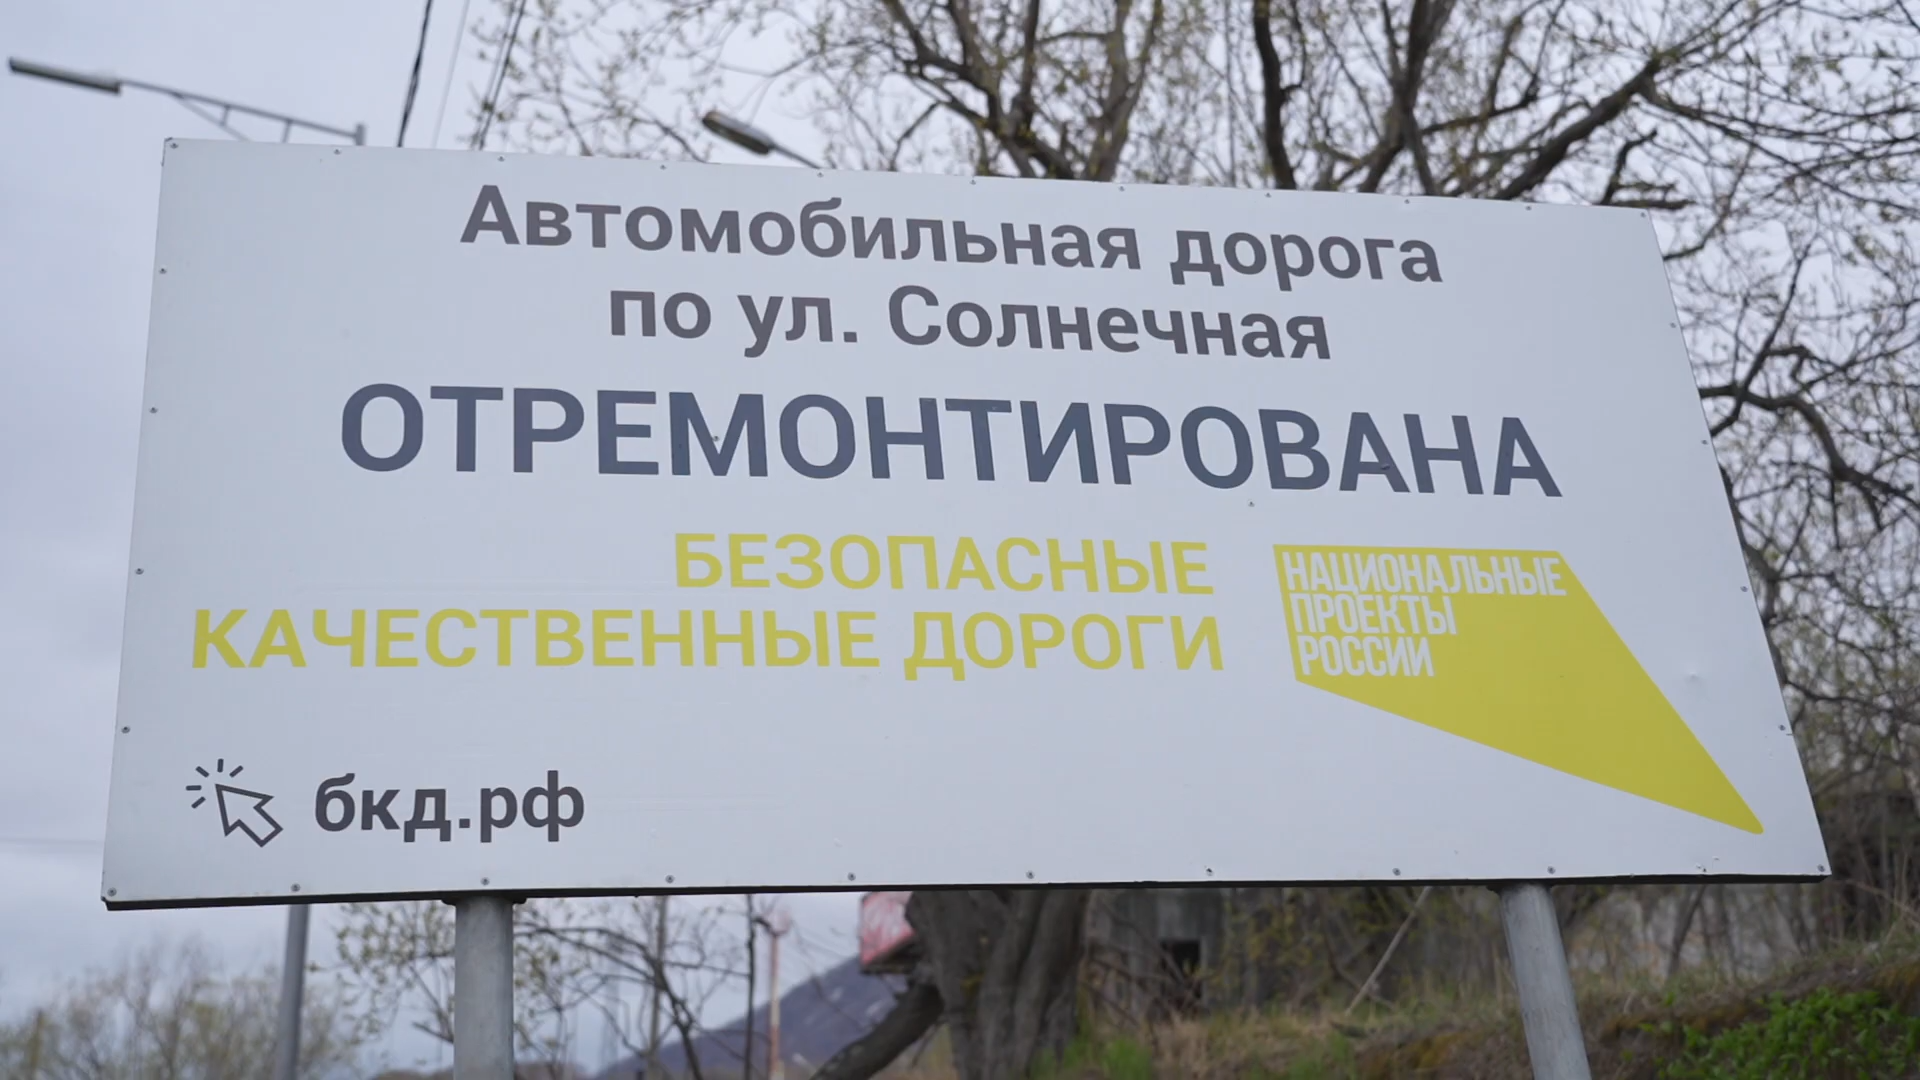 Автомобильная дорога
по ул. Солнечная
ОТРЕМОНТИРОВАНА
БЕЗОПАСНЫЕ
КАЧЕСТВЕННЫЕ ДОРОГИ
НАЦИОНАЛЬНЫЕ
ПРОЕКТЫ
РОССИИ
бкд.рф